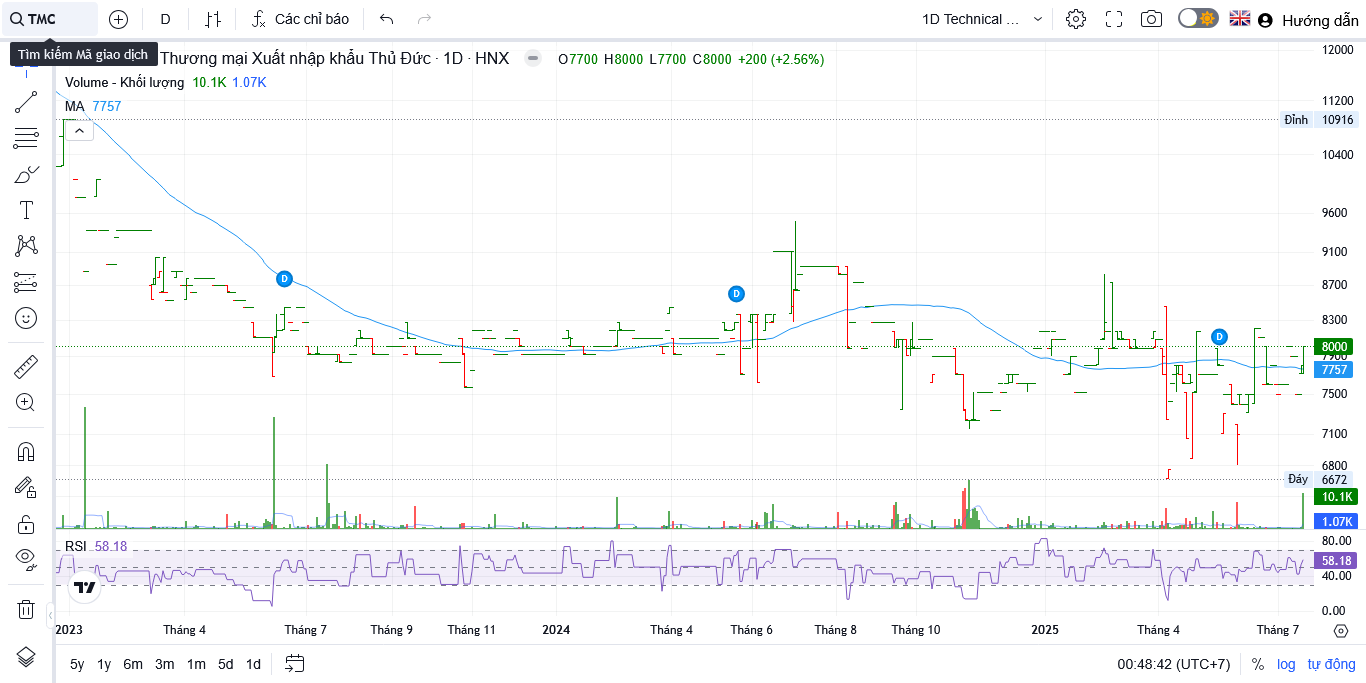 TMC D Các chỉ báo 1D Technical ... Hướng dẫn
Tìm kiếm Mã giao dịch
Thương mại Xuất nhập khẩu Thủ Đức · 1D · HNX O7700 H8000 L7700 C8000 +200 (+2.56%)
Volume - Khối lượng 10.1K 1.07K
MA 7757
12000
11200
Đỉnh 10916
10400
9600
9100
8700
8300
8000
7900
7757
7500
7100
6800
Đáy 6672
10.1K
1.07K
D
D
D
RSI 58.18
80.00
58.18
40.00
0.00
2023 Tháng 4 Tháng 7 Tháng 9 Tháng 11 2024 Tháng 4 Tháng 6 Tháng 8 Tháng 10 2025 Tháng 4 Tháng 7
5y 1y 6m 3m 1m 5d 1d 00:48:42 (UTC+7) % log tự động